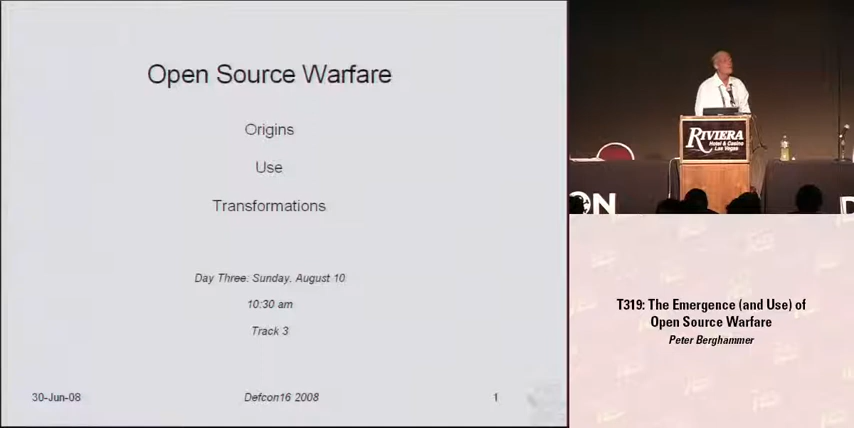 Open Source Warfare
Origins
Use
Transformations
Day Three: Sunday, August 10
10:30 am
Track 3
30-Jun-08
Defcon16 2008
1
RIVIERA
Hotel & Casino
Las Vegas
ON
D
T319: The Emergence (and Use) of
Open Source Warfare
Peter Berghammer